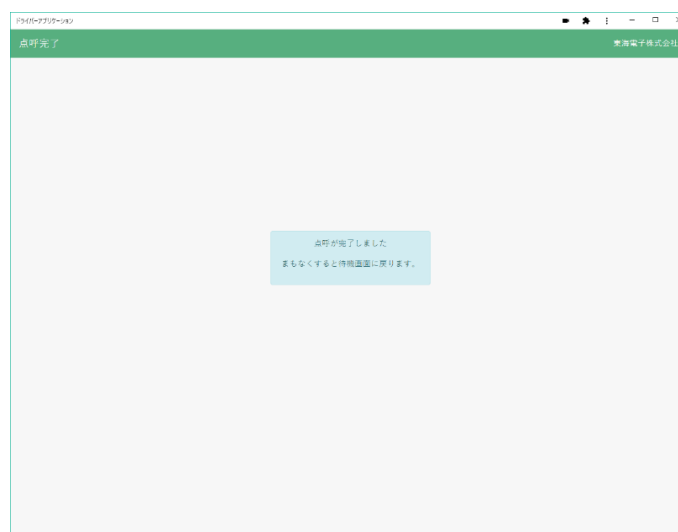 ドライバーアプリケーション
点呼完了
東海電子株式会社
点呼が完了しました
まもなくすると待機画面に戻ります。